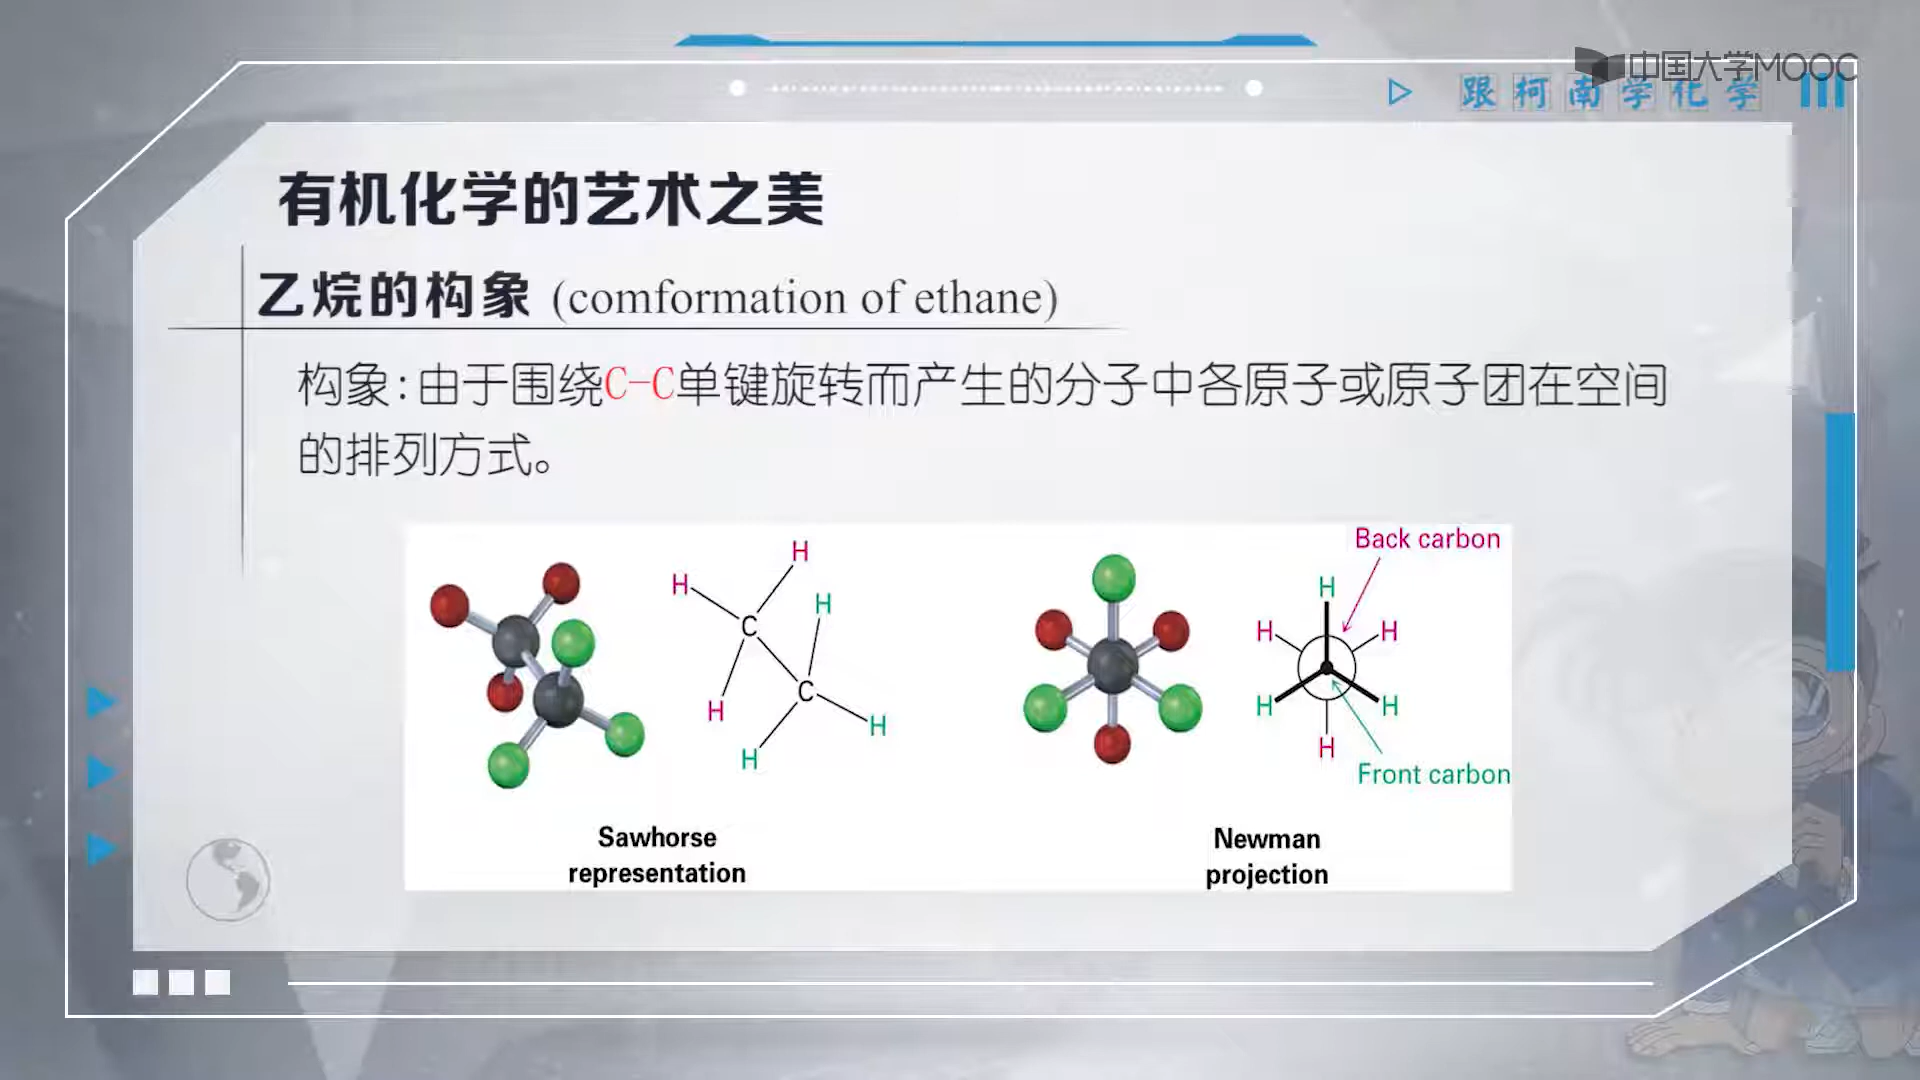 中国大学MOOC
跟柯南学化学
有机化学的艺术之美
乙烷的构象 (comformation of ethane)
构象:由于围绕C-C单键旋转而产生的分子中各原子或原子团在空间
的排列方式。
H
H
C
H
H
C
H
H
Sawhorse
representation
Back carbon
H
H H
H H
H
Front carbon
Newman
projection